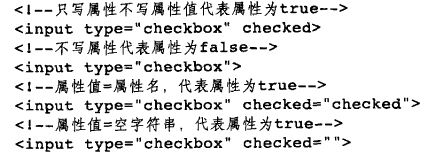 <!--只写属性不写属性值代表属性为true-->
<input type="checkbox" checked>
<!--不写属性代表属性为false-->
<input type="checkbox">
<!--属性值=属性名，代表属性为true-->
<input type="checkbox" checked="checked">
<!--属性值=空字符串，代表属性为true-->
<input type="checkbox" checked="">